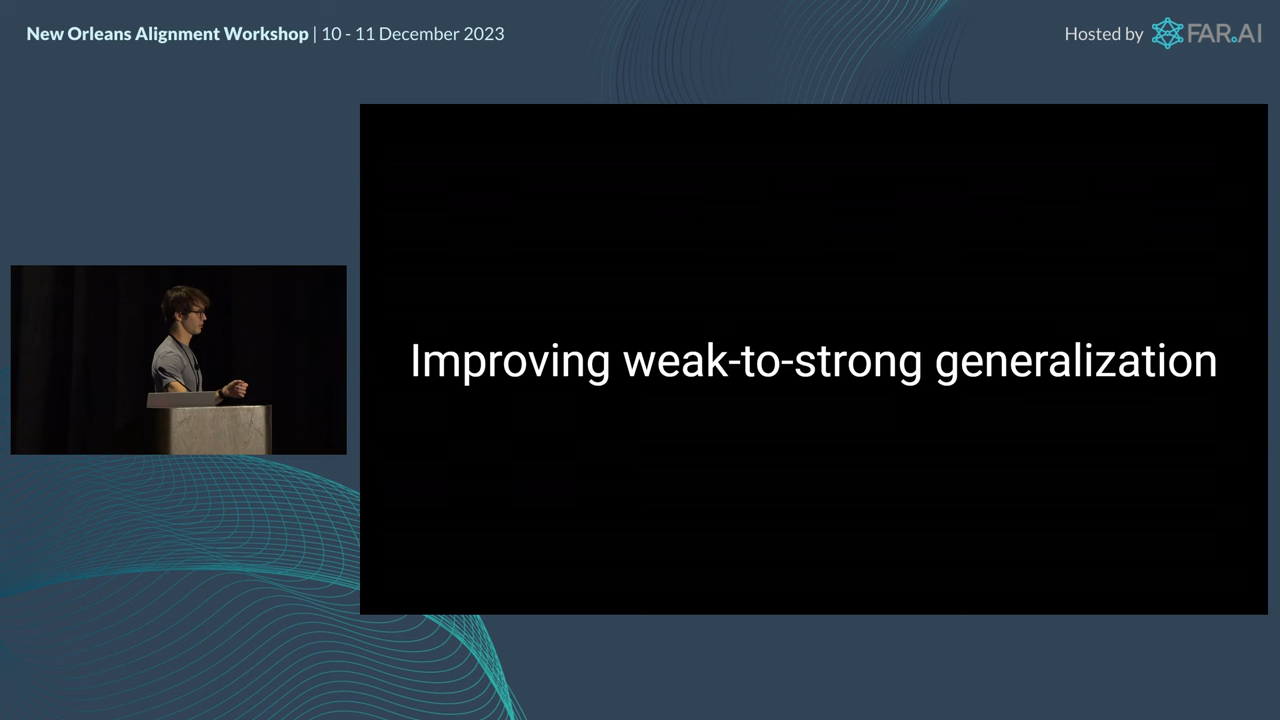 New Orleans Alignment Workshop | 10 - 11 December 2023
Hosted by FAR.AI
Improving weak-to-strong generalization